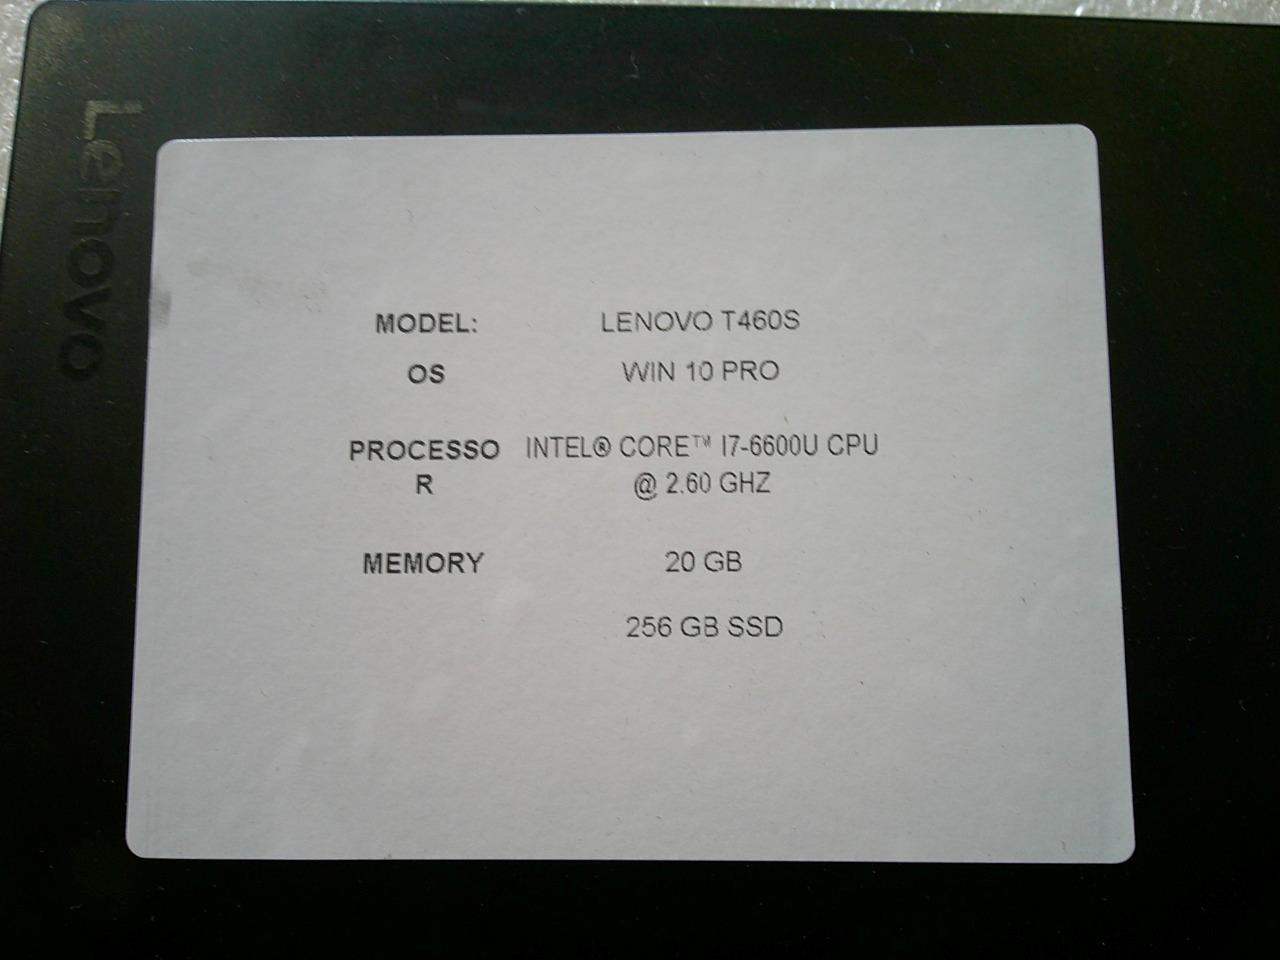 Lenovo
MODEL: LENOVO T460S
OS WIN 10 PRO
PROCESSO INTEL® CORE™ I7-6600U CPU
R @ 2.60 GHZ
MEMORY 20 GB
256 GB SSD